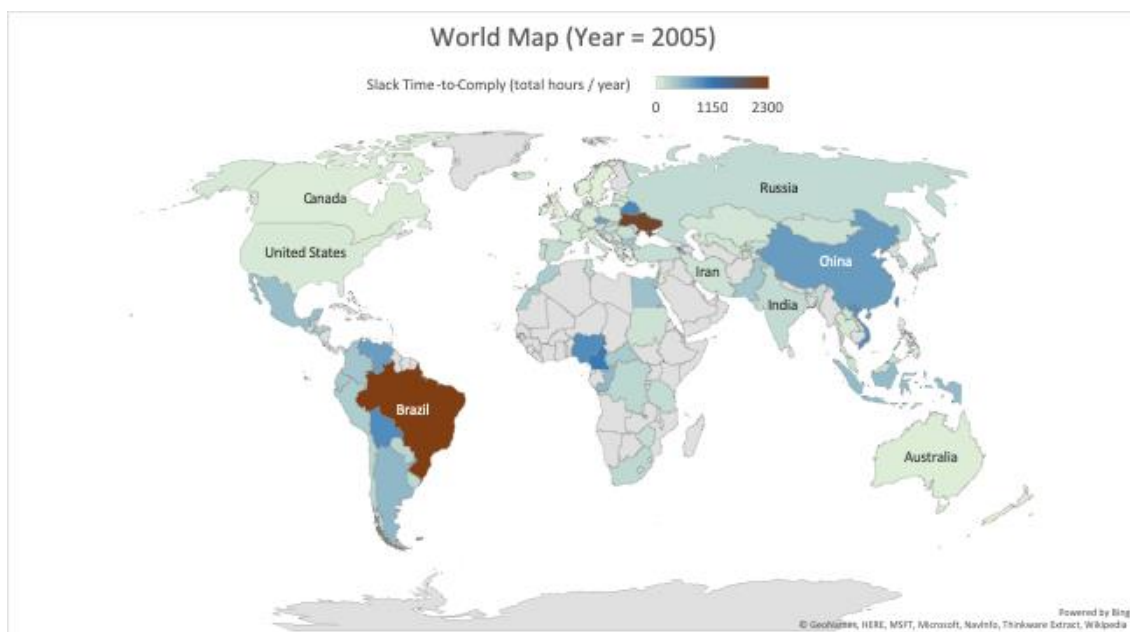 World Map (Year = 2005)
Slack Time-to-Comply (total hours / year)
0 1150 2300
Russia
Canada
United States
China
Iran
India
Brazil
Australia
Powered by Bing
© GeoNames, HERE, MSFT, Microsoft, NavInfo, Thinkware Extract, Wikipedia